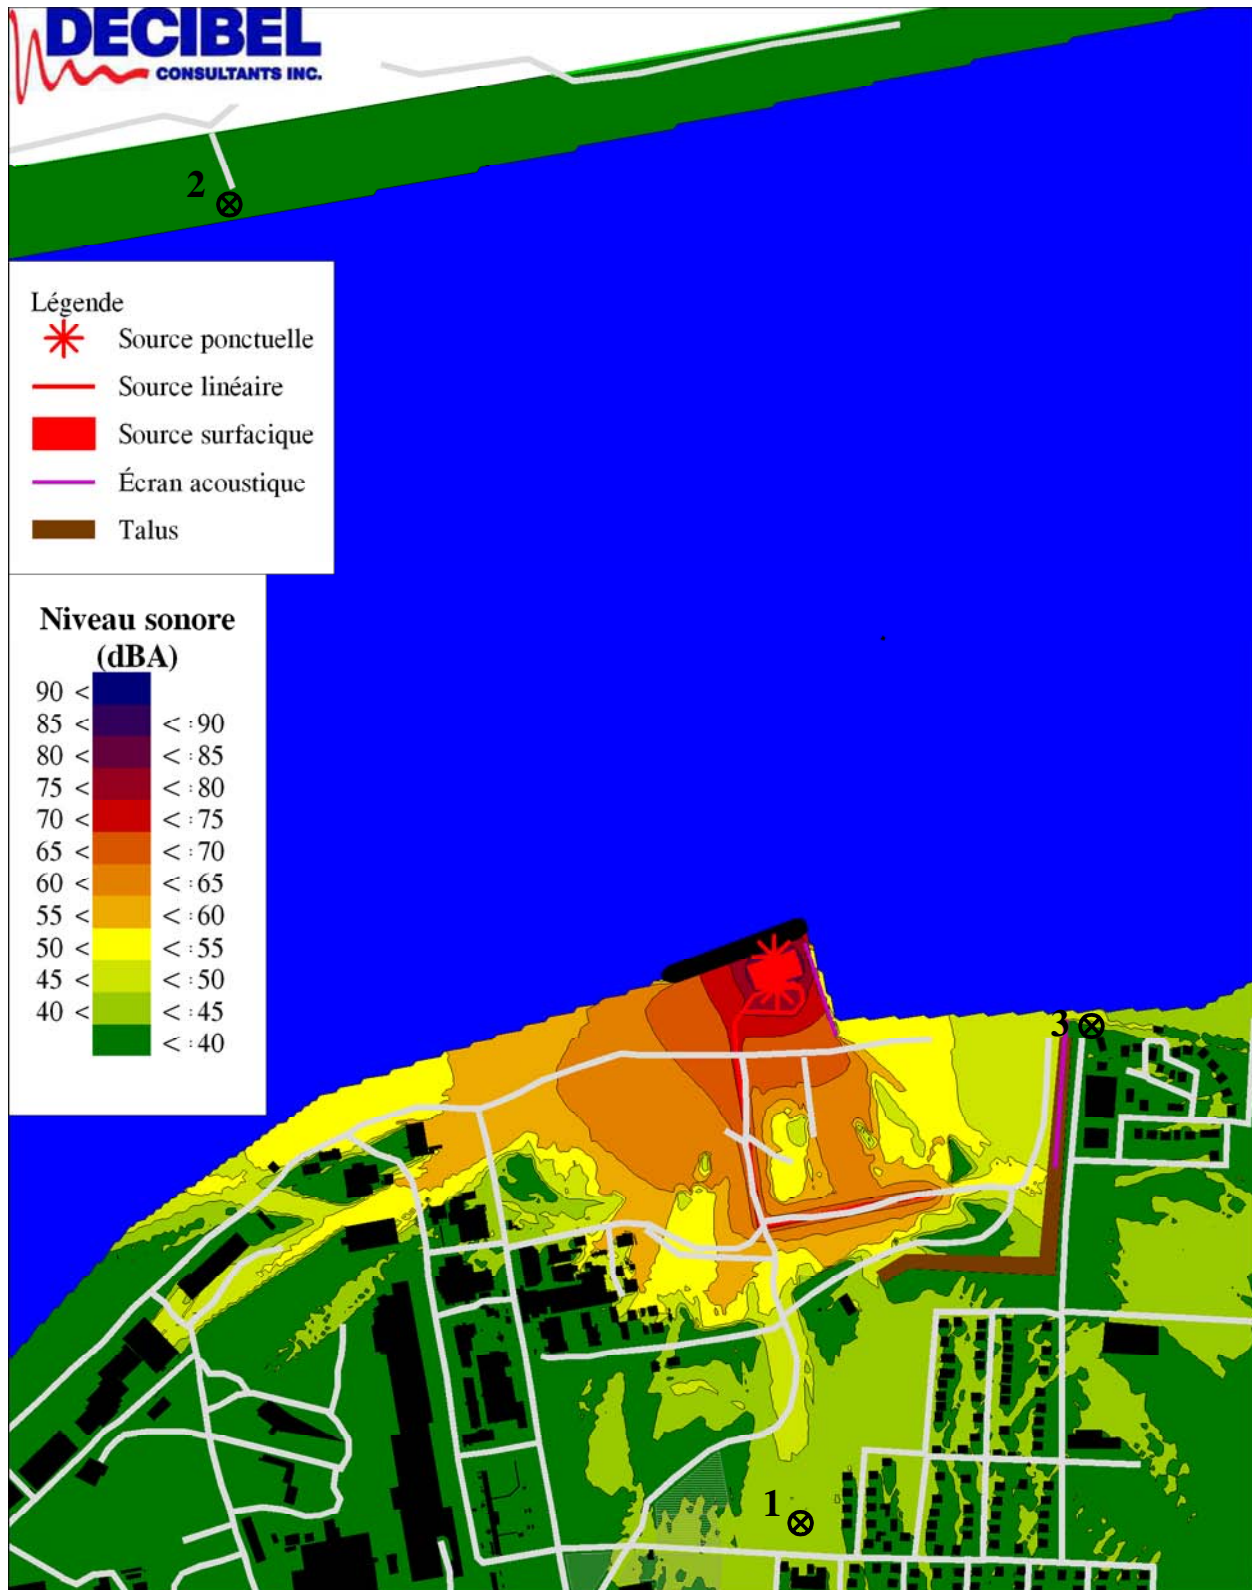 DECIBEL
CONSULTANTS INC.
2
Légende
Source ponctuelle
Source linéaire
Source surfacique
Écran acoustique
Talus
Niveau sonore
(dBA)
90 <
85 < < : 90
80 < < : 85
75 < < : 80
70 < < : 75
65 < < : 70
60 < < : 65
55 < < : 60
50 < < : 55
45 < < : 50
40 < < : 45
< : 40
3
1